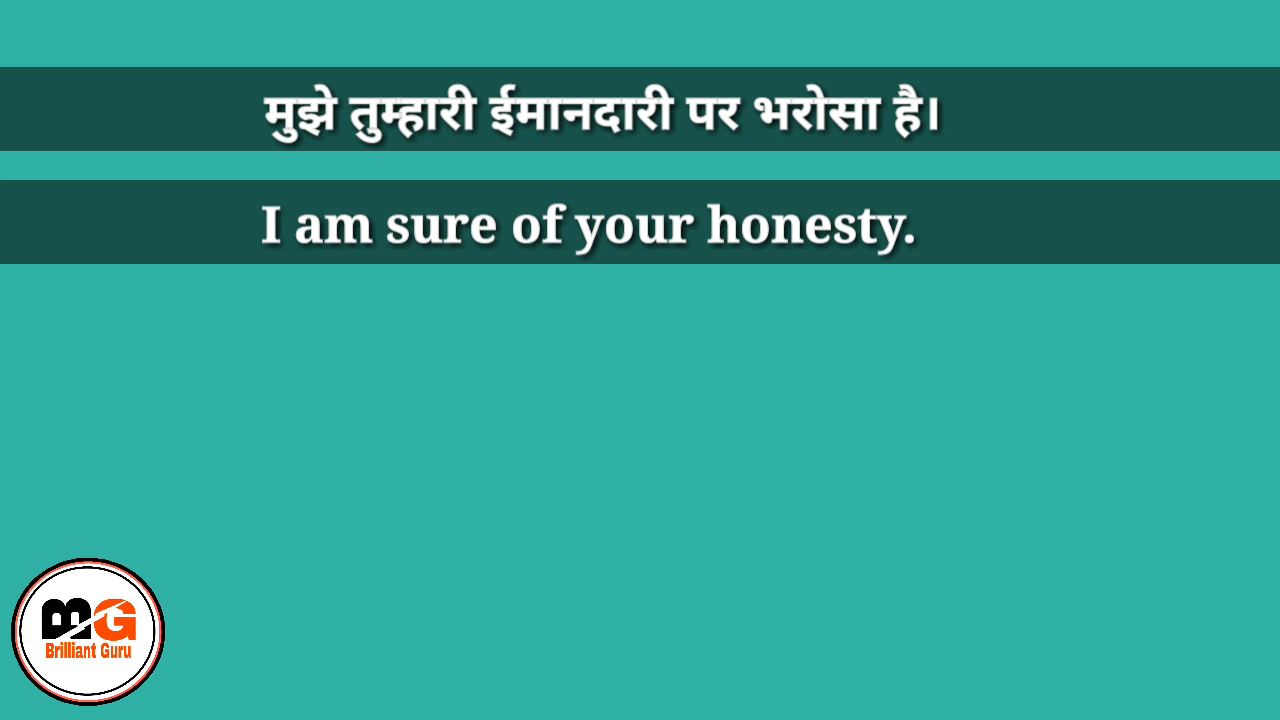 मुझे तुम्हारी ईमानदारी पर भरोसा है।
I am sure of your honesty.
BG
Brilliant Guru